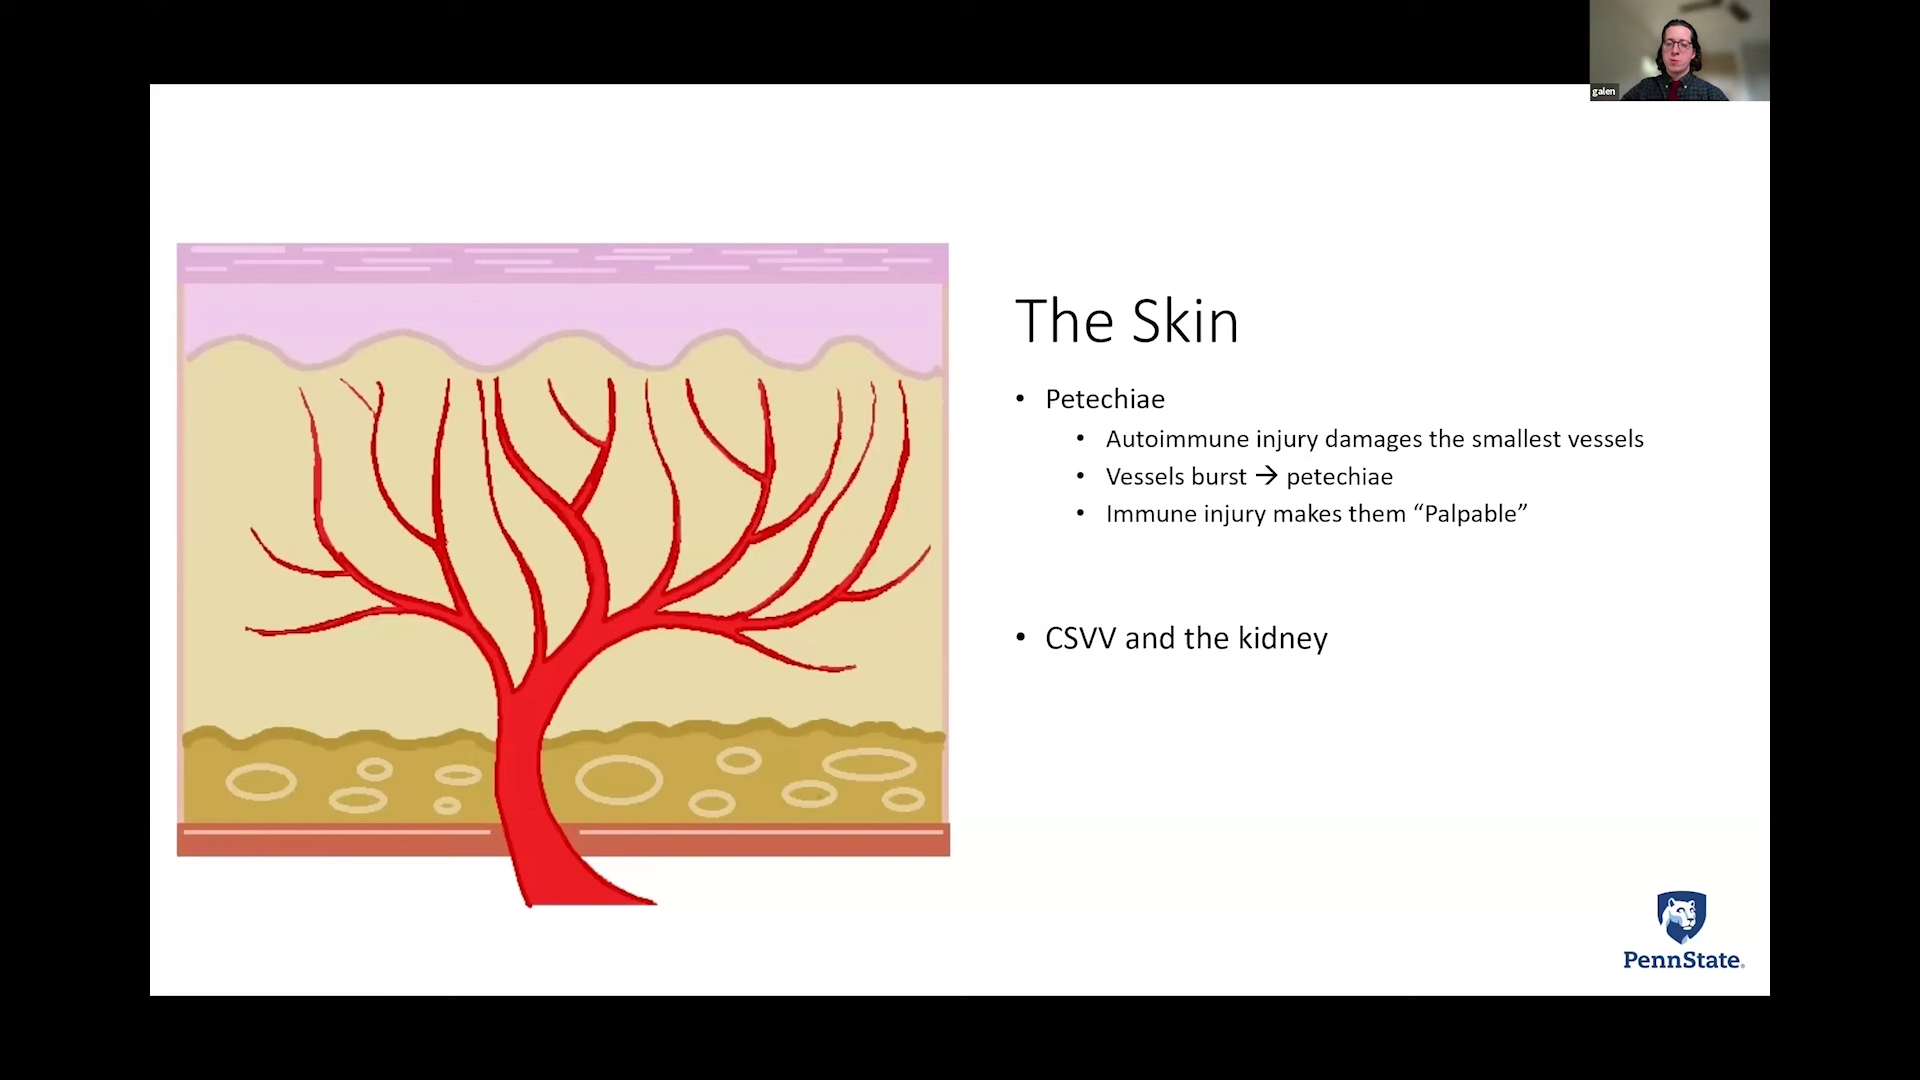 galen
The Skin
• Petechiae
• Autoimmune injury damages the smallest vessels
• Vessels burst → petechiae
• Immune injury makes them “Palpable”
• CSVV and the kidney
PennState